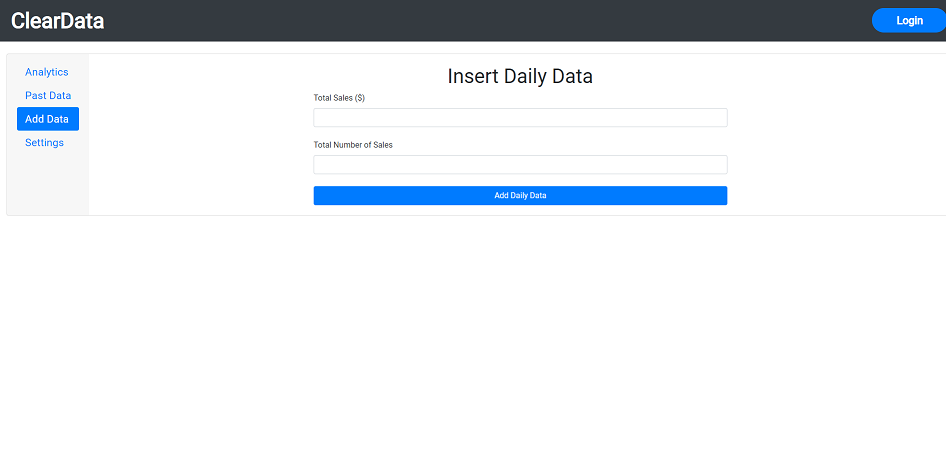 ClearData
Login
Analytics
Past Data
Add Data
Settings
Insert Daily Data
Total Sales ($)
Total Number of Sales
Add Daily Data